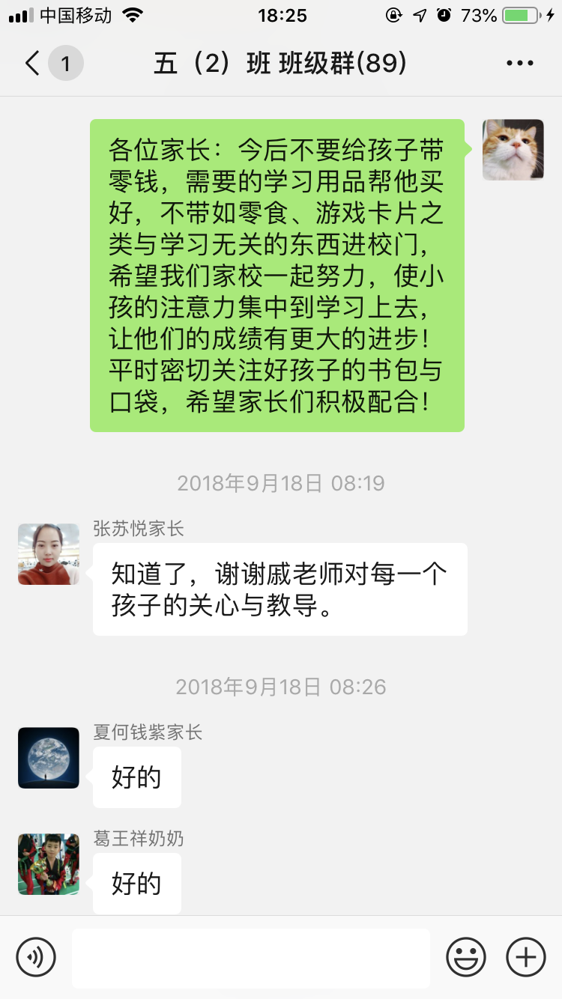 中国移动 18:25 73%
1 五（2）班 班级群(89)
各位家长：今后不要给孩子带
零钱，需要的学习用品帮他买
好，不带如零食、游戏卡片之
类与学习无关的东西进校门，
希望我们家校一起努力，使小
孩的注意力集中到学习上去，
让他们的成绩有更大的进步！
平时密切关注好孩子的书包与
口袋，希望家长们积极配合！
2018年9月18日 08:19
张苏悦家长
知道了，谢谢戚老师对每一个
孩子的关心与教导。
2018年9月18日 08:26
夏何钱紫家长
好的
葛王祥奶奶
好的